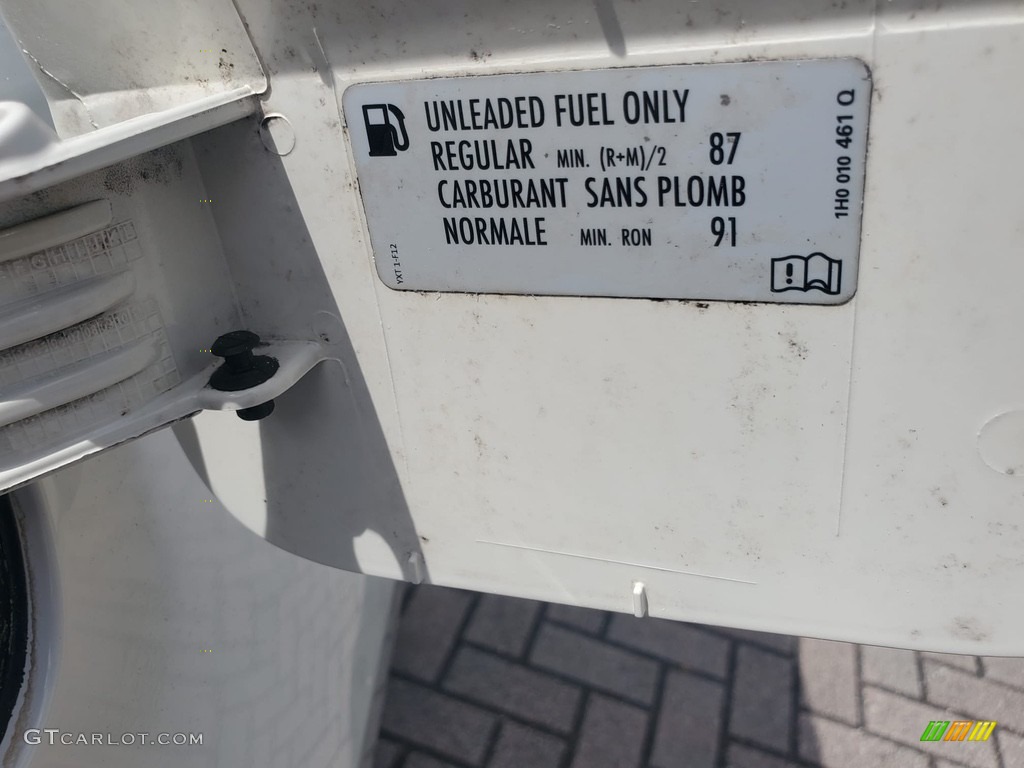 UNLEADED FUEL ONLY
REGULAR MIN. (R+M)/2 87
CARBURANT SANS PLOMB
NORMALE MIN. RON 91
YXT 1-F12
1H0 010 461 Q
GTCARLOT.COM